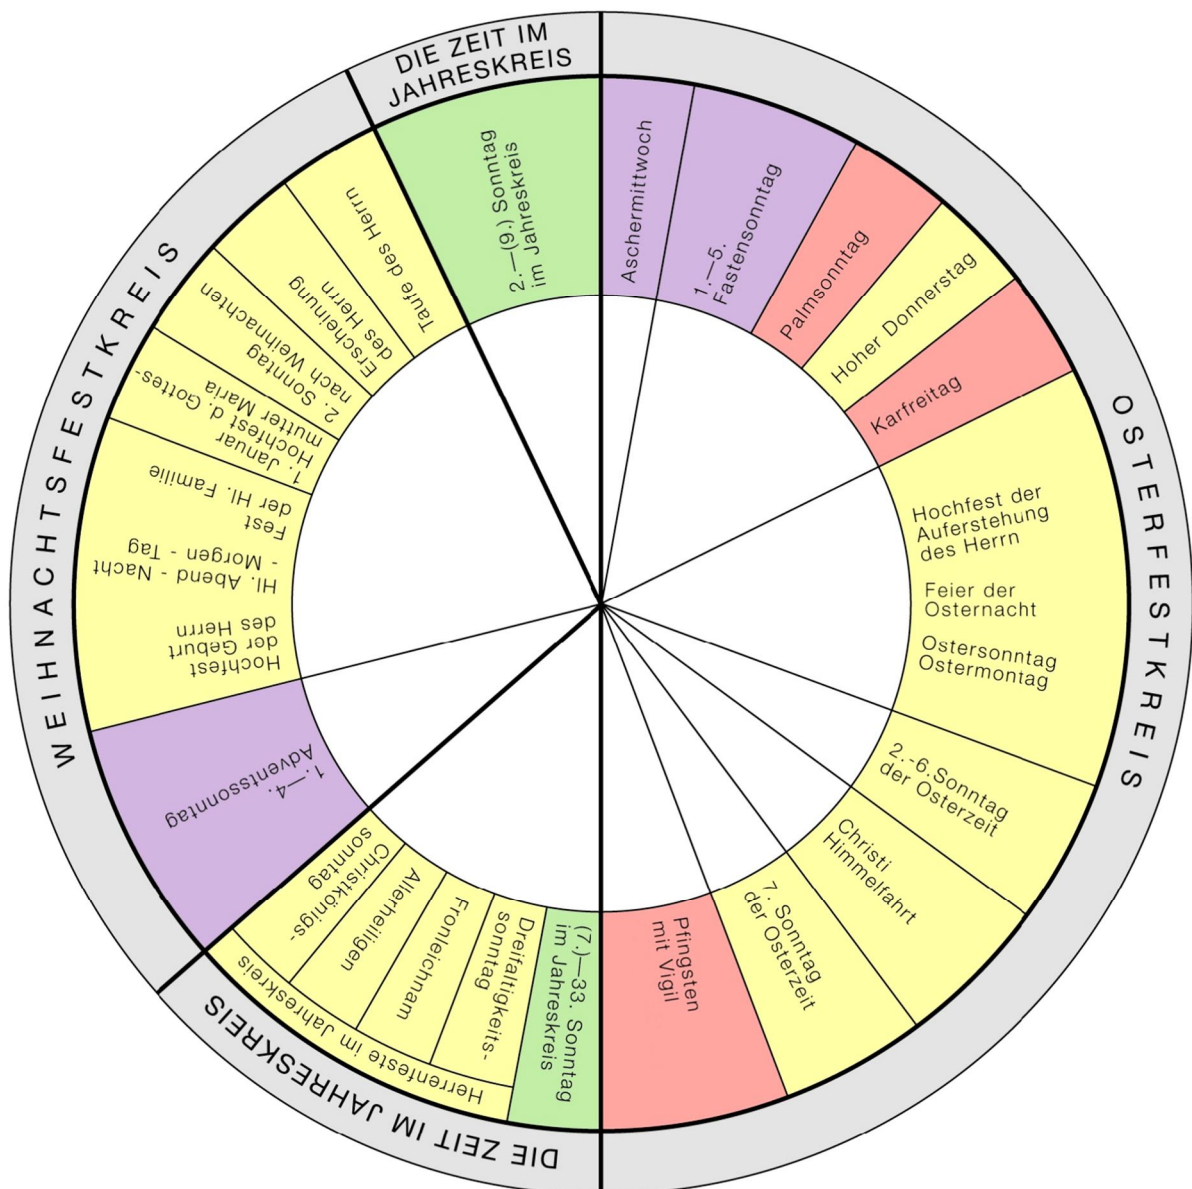 DIE ZEIT IM
JAHRESKREIS
OSTERFESTKREIS
DIE ZEIT IM JAHRESKREIS
WEIHNACHTSFESTKREIS
Aschermittwoch
1.—5.
Fastensonntag
Palmsonntag
Hoher Donnerstag
Karfreitag
Hochfest der
Auferstehung
des Herrn
Feier der
Osternacht
Ostersonntag
Ostermontag
2.-6.Sonntag
der Osterzeit
Christi
Himmelfahrt
7. Sonntag
der Osterzeit
Pfingsten
mit Vigil
(7.)—33. Sonntag
im Jahreskreis
Dreifaltigkeits-
sonntag
Fronleichnam
Allerheiligen
Christkönigs-
sonntag
Herrenfeste im Jahreskreis
1.—4.
Adventssonntag
Hochfest
der Geburt
des Herrn
Hl. Abend - Nacht
- Morgen - Tag
Fest
der Hl. Familie
1. Januar
Hochfest d. Gottes-
mutter Maria
2. Sonntag
nach Weihnachten
Erscheinung
des Herrn
Taufe des Herrn
2.—(9.) Sonntag
im Jahreskreis